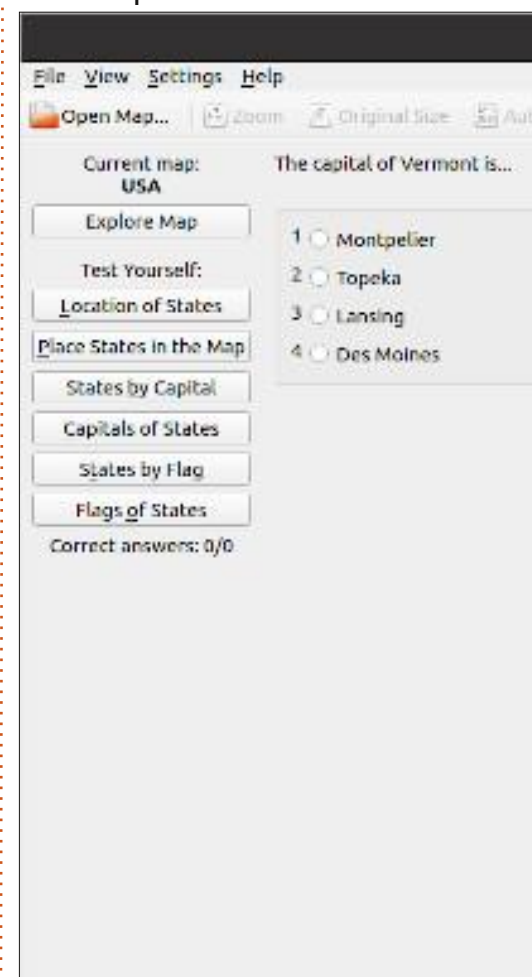 File View Settings Help
Open Map... Zoom Original Size
Current map:
USA
Explore Map
Test Yourself:
Location of States
Place States in the Map
States by Capital
Capitals of States
States by Flag
Flags of States
Correct answers: 0/0
The capital of Vermont is...
1 Montpelier
2 Topeka
3 Lansing
4 Des Moines